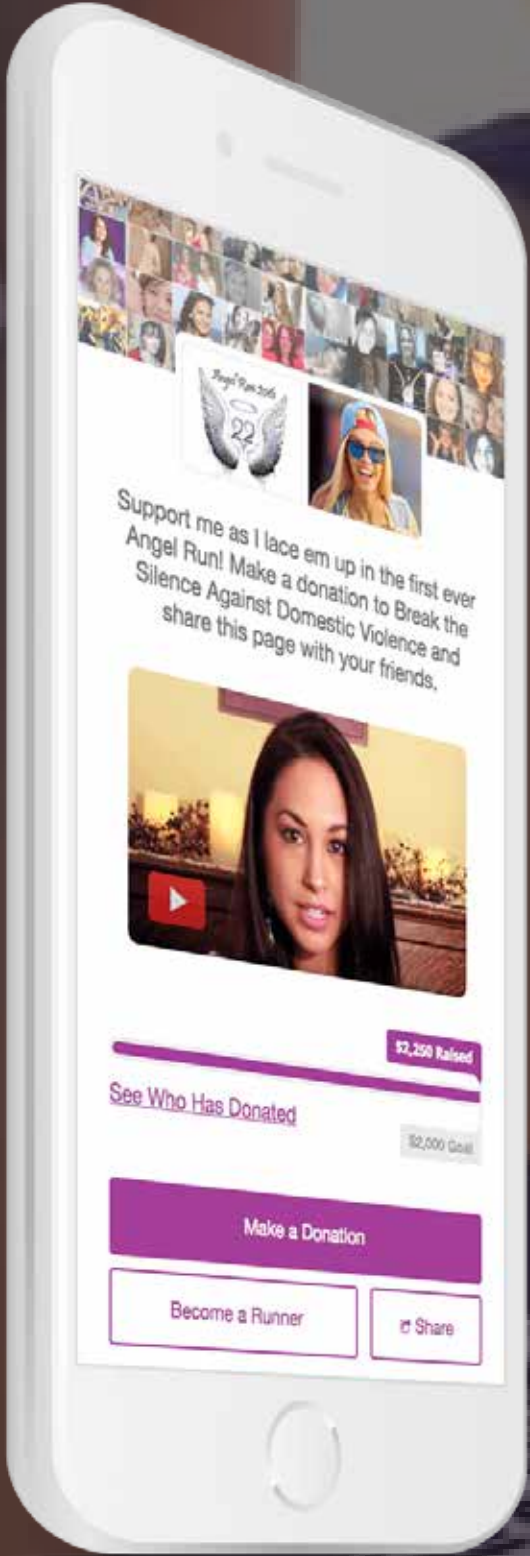 Angel Run 2016
22
Support me as I lace em up in the first ever
Angel Run! Make a donation to Break the
Silence Against Domestic Violence and
share this page with your friends.
$2,250 Raised
See Who Has Donated
$2,000 Goal
Make a Donation
Become a Runner
Share